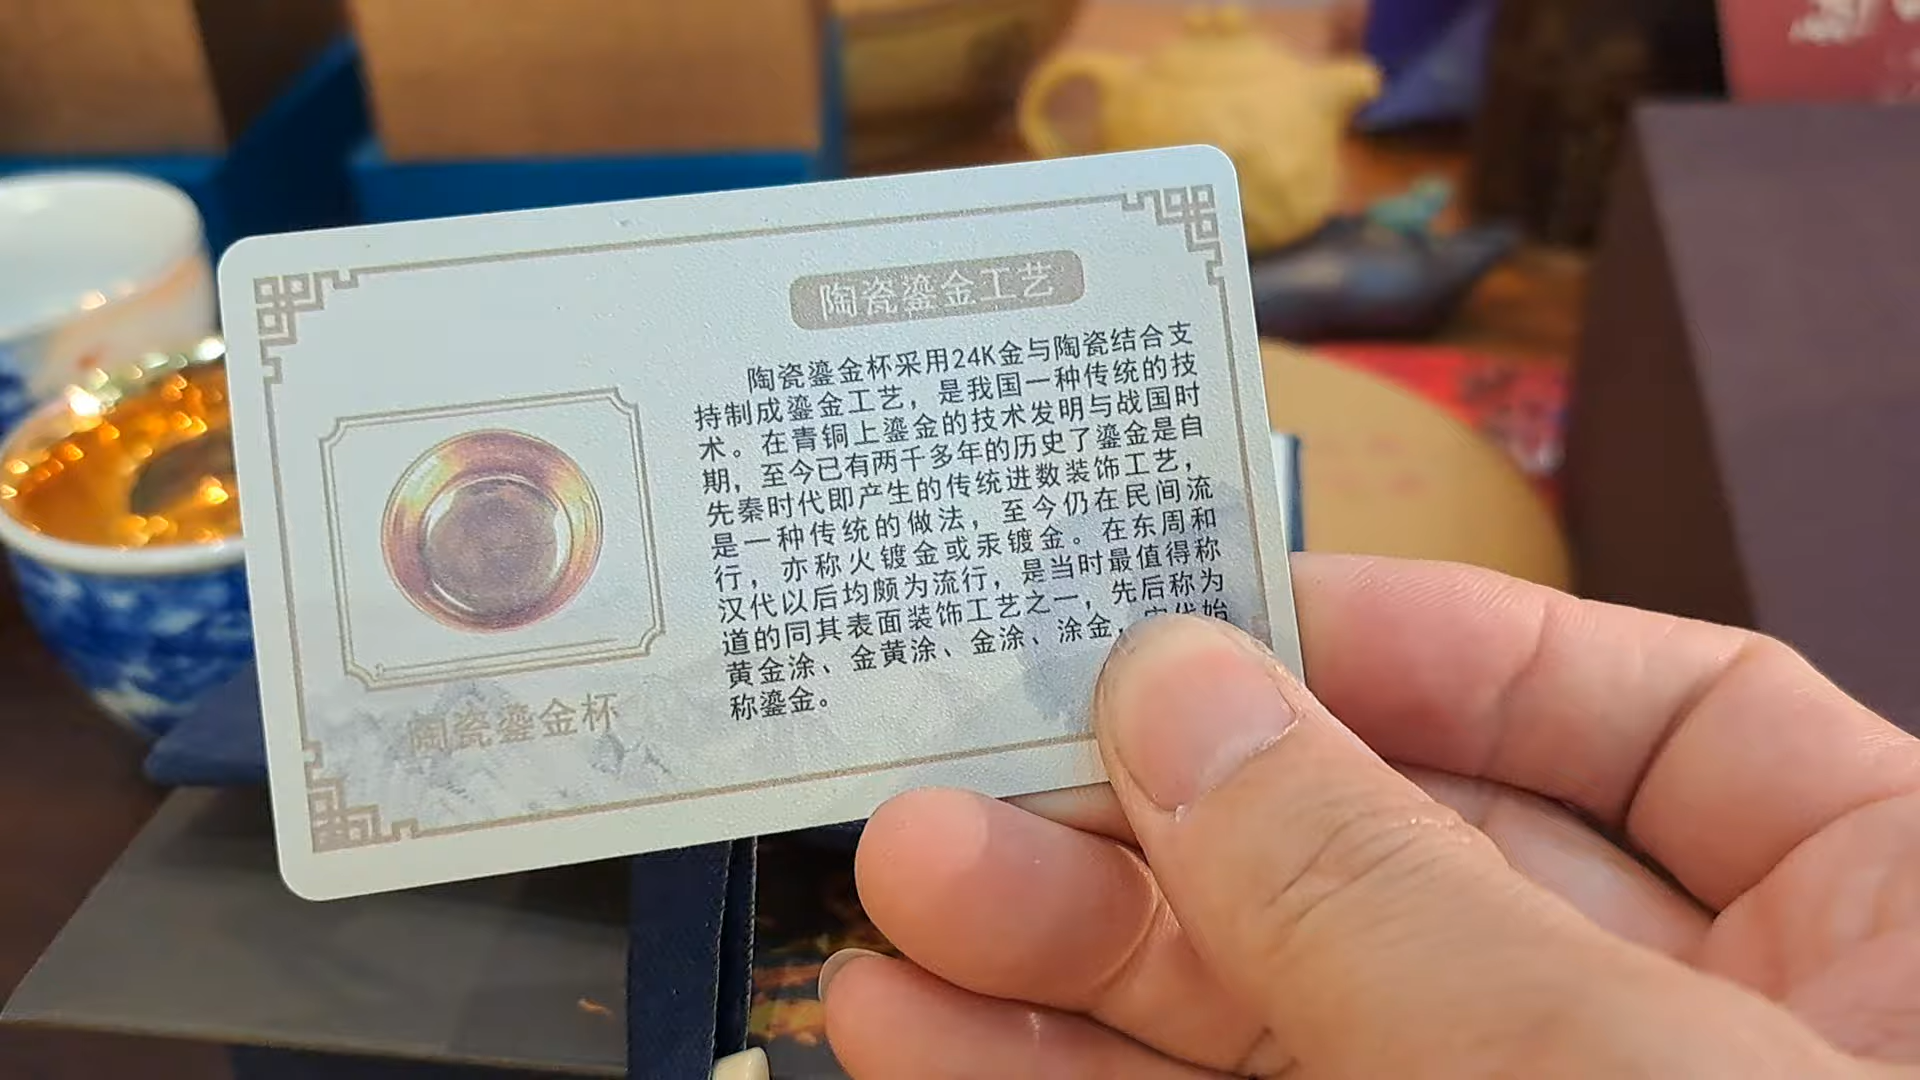 陶瓷鎏金工艺
陶瓷鎏金杯采用24K金与陶瓷结合支
持制成鎏金工艺，是我国一种传统的技
术。在青铜上鎏金的技术发明与战国时
期，至今已有两千多年的历史了鎏金是自
先秦时代即产生的传统进数装饰工艺，
是一种传统的做法，至今仍在民间流
行，亦称火镀金或汞镀金。在东周和
汉代以后均颇为流行，是当时最值得称
道的同其表面装饰工艺之一，先后称为
黄金涂、金黄涂、金涂、涂金，
称鎏金。
陶瓷鎏金杯